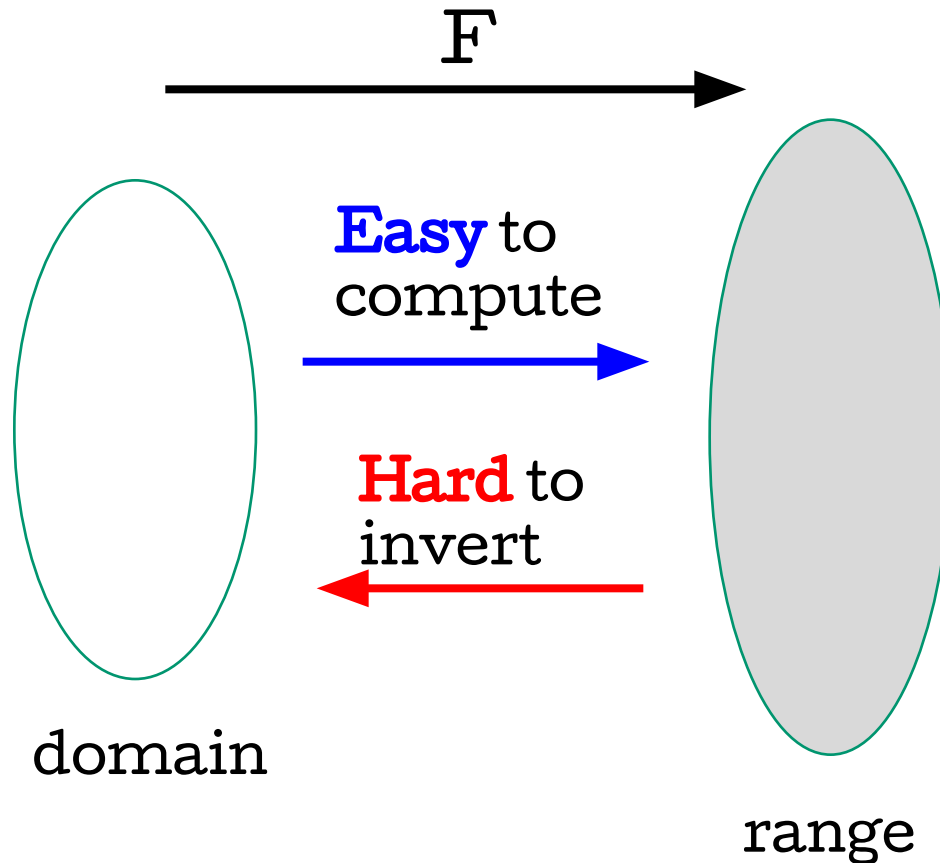 F
Easy to
compute
Hard to
invert
domain
range